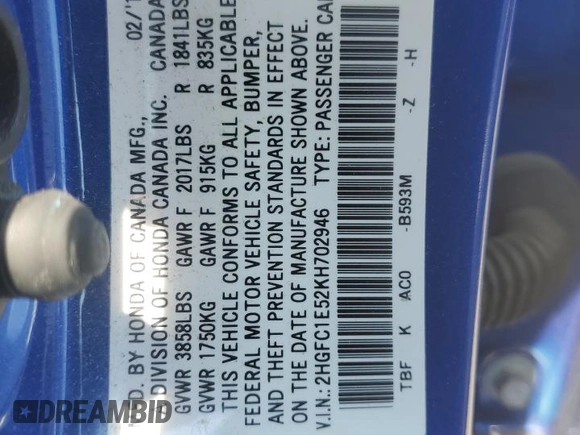 D. BY HONDA OF CANADA MFG., 02/1
DIVISION OF HONDA CANADA INC. CANADA
GVWR 3858LBS GAWR F 2017LBS R 1841LBS
GVWR 1750KG GAWR F 915KG R 835KG
THIS VEHICLE CONFORMS TO ALL APPLICABLE
FEDERAL MOTOR VEHICLE SAFETY, BUMPER,
AND THEFT PREVENTION STANDARDS IN EFFECT
ON THE DATE OF MANUFACTURE SHOWN ABOVE.
V.I.N.: 2HGFC1E52KH702946 TYPE: PASSENGER CAR
TBF K AC0 -B593M -Z -H
DREAMBID